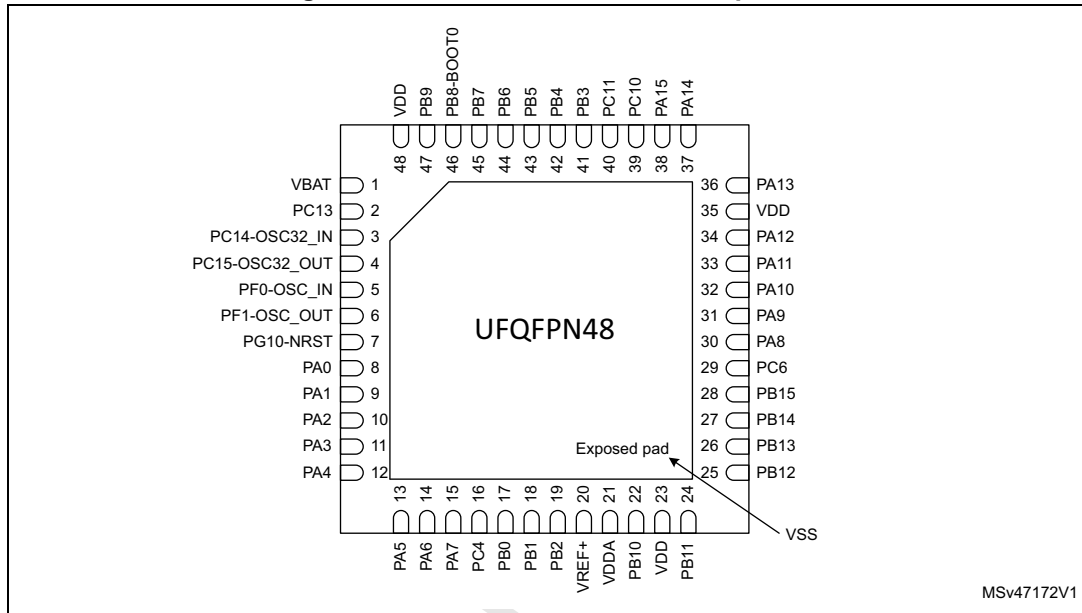 VDD
PB9
PB8-BOOT0
PB7
PB6
PB5
PB4
PB3
PC11
PC10
PA15
PA14
48
47
46
45
44
43
42
41
40
39
38
37
VBAT 1
PC13 2
PC14-OSC32_IN 3
PC15-OSC32_OUT 4
PF0-OSC_IN 5
PF1-OSC_OUT 6
PG10-NRST 7
PA0 8
PA1 9
PA2 10
PA3 11
PA4 12
UFQFPN48
Exposed pad
36 PA13
35 VDD
34 PA12
33 PA11
32 PA10
31 PA9
30 PA8
29 PC6
28 PB15
27 PB14
26 PB13
25 PB12
13
14
15
16
17
18
19
20
21
22
23
24
PA5
PA6
PA7
PC4
PB0
PB1
PB2
VREF+
VDDA
PB10
VDD
PB11
VSS
MSv47172V1